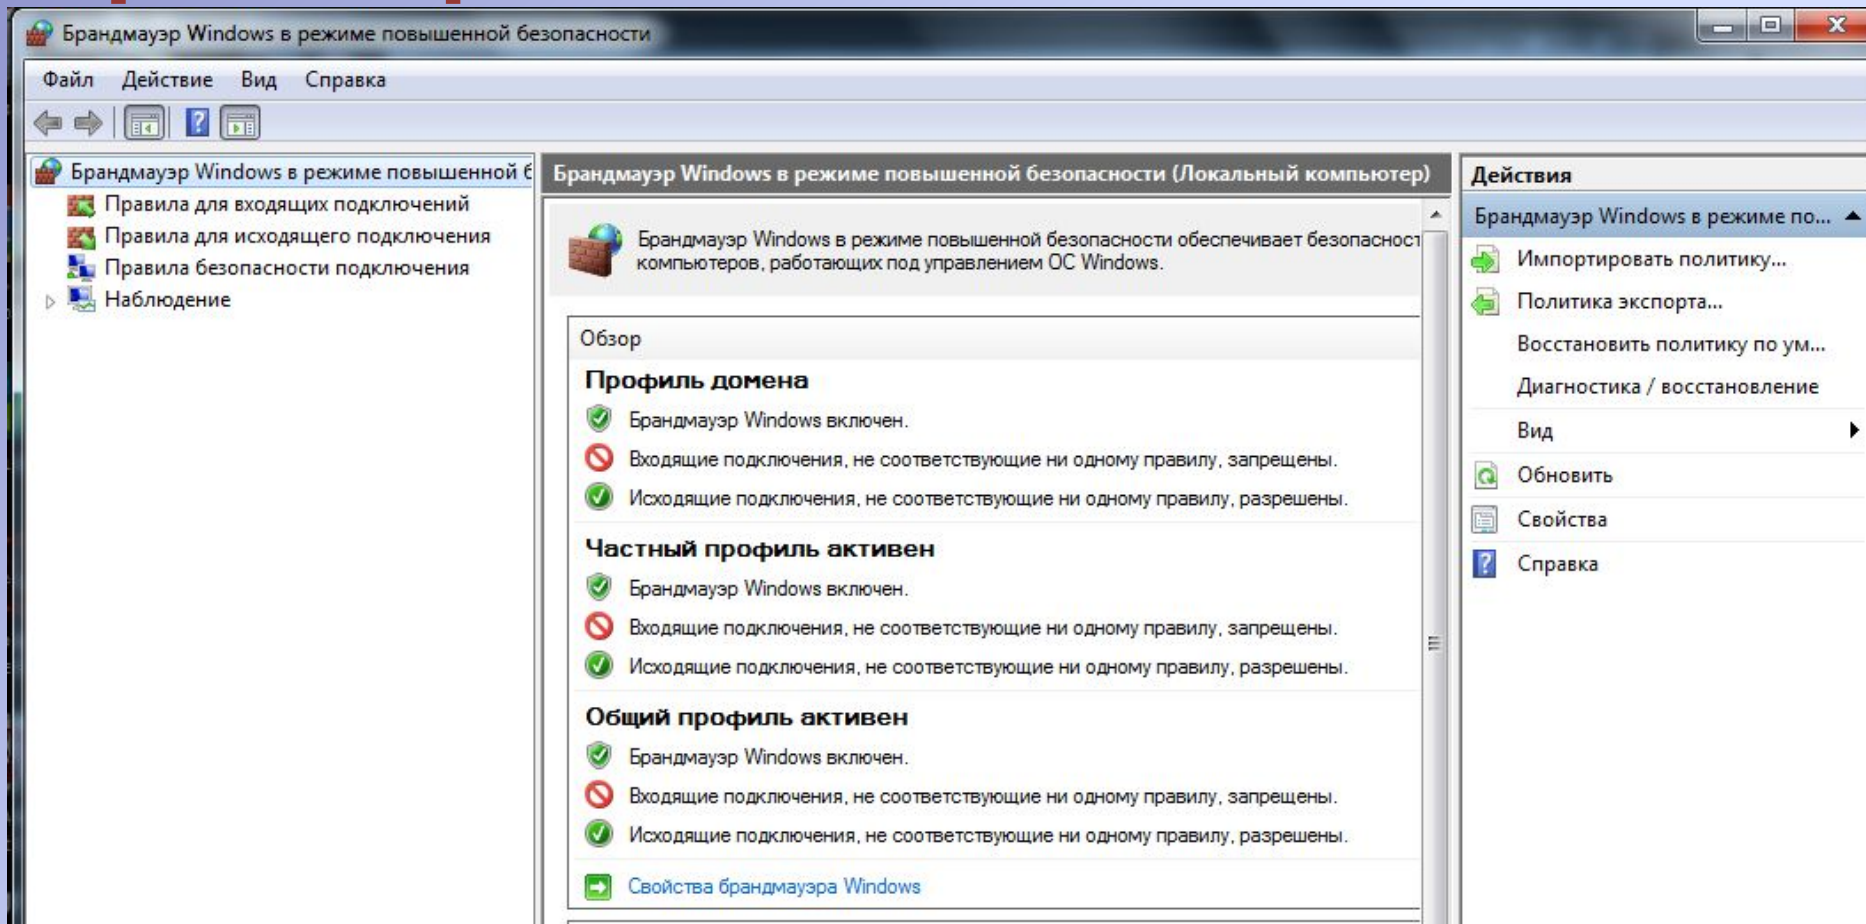 Брандмауэр Windows в режиме повышенной безопасности
Файл Действие Вид Справка
Брандмауэр Windows в режиме повышенной б
Правила для входящих подключений
Правила для исходящего подключения
Правила безопасности подключения
Наблюдение
Брандмауэр Windows в режиме повышенной безопасности (Локальный компьютер)
Брандмауэр Windows в режиме повышенной безопасности обеспечивает безопасност
компьютеров, работающих под управлением ОС Windows.
Обзор
Профиль домена
Брандмауэр Windows включен.
Входящие подключения, не соответствующие ни одному правилу, запрещены.
Исходящие подключения, не соответствующие ни одному правилу, разрешены.
Частный профиль активен
Брандмауэр Windows включен.
Входящие подключения, не соответствующие ни одному правилу, запрещены.
Исходящие подключения, не соответствующие ни одному правилу, разрешены.
Общий профиль активен
Брандмауэр Windows включен.
Входящие подключения, не соответствующие ни одному правилу, запрещены.
Исходящие подключения, не соответствующие ни одному правилу, разрешены.
Свойства брандмауэра Windows
Действия
Брандмауэр Windows в режиме по...
Импортировать политику...
Политика экспорта...
Восстановить политику по ум...
Диагностика / восстановление
Вид
Обновить
Свойства
Справка